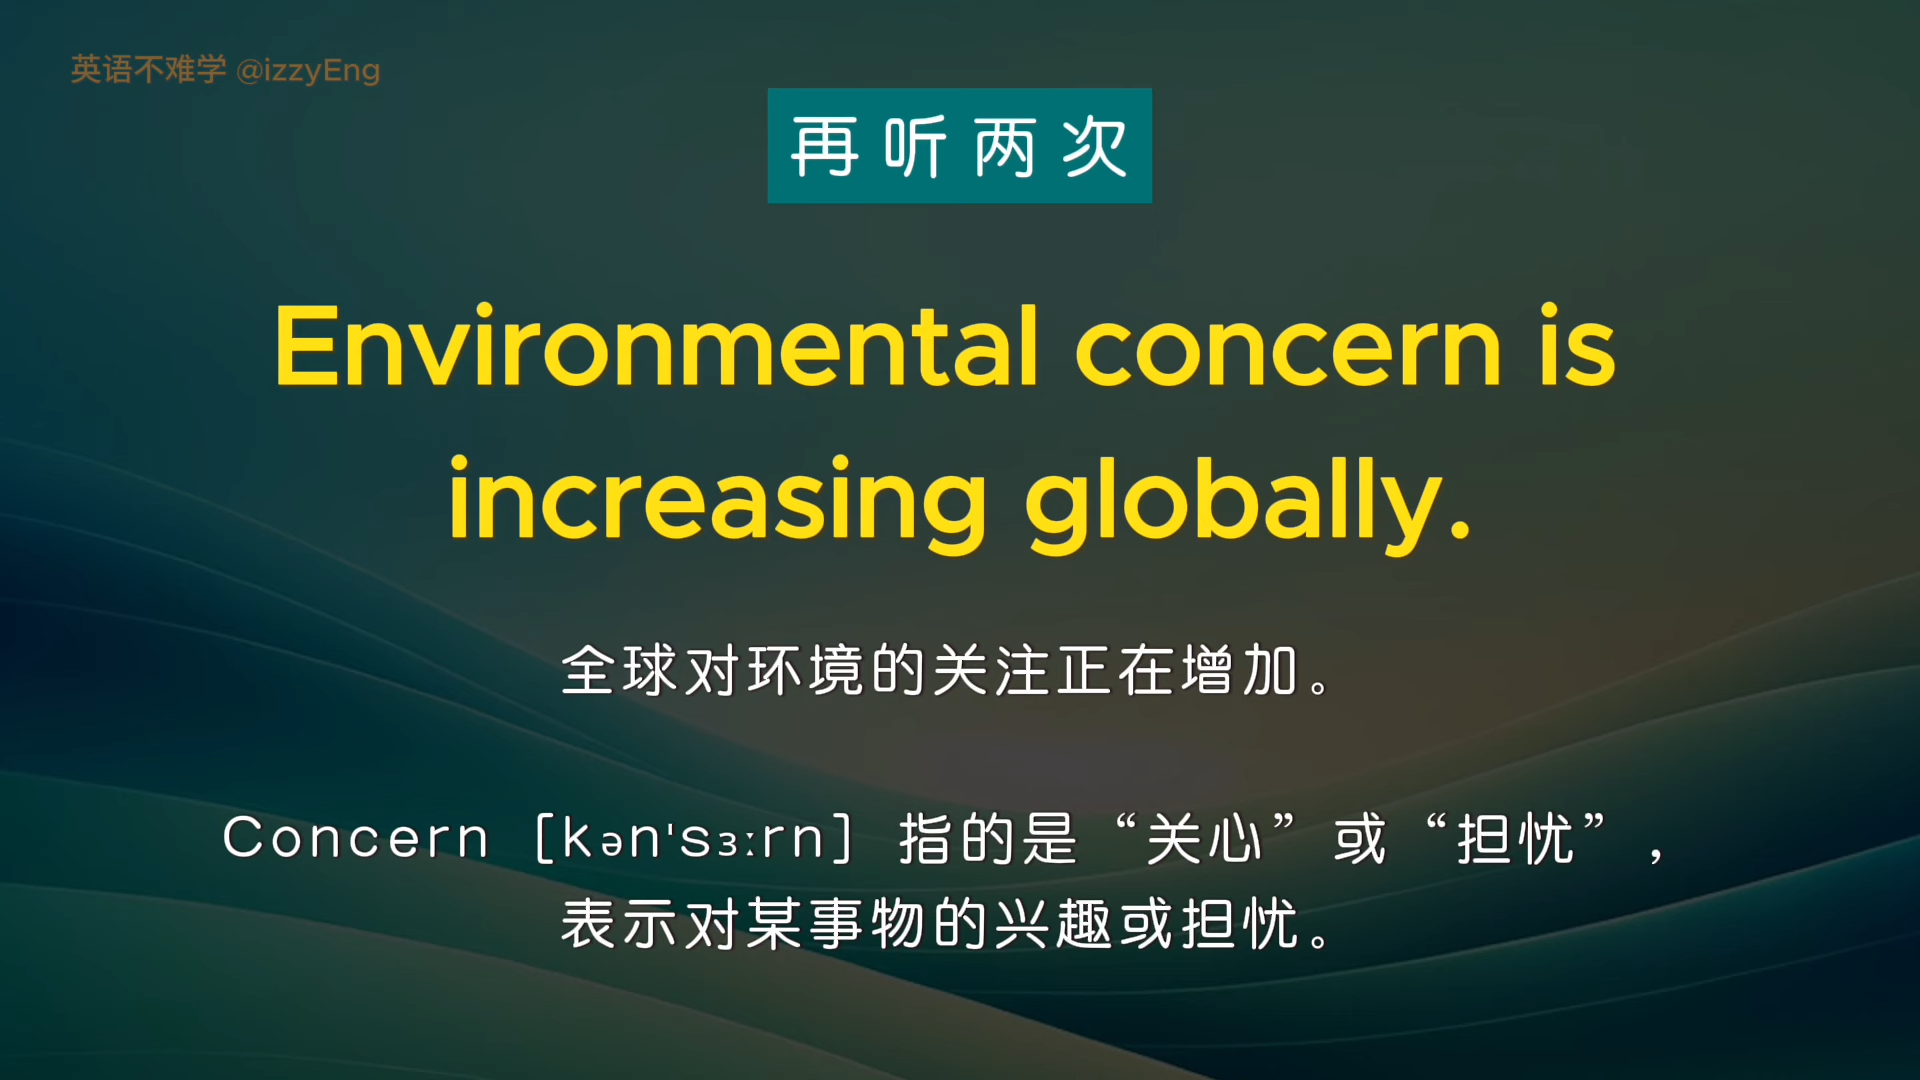 英语不难学 @izzyEng
再听两次
Environmental concern is
increasing globally.
全球对环境的关注正在增加。
Concern [kən'sɜːrn] 指的是“关心”或“担忧”,
表示对某事物的兴趣或担忧。